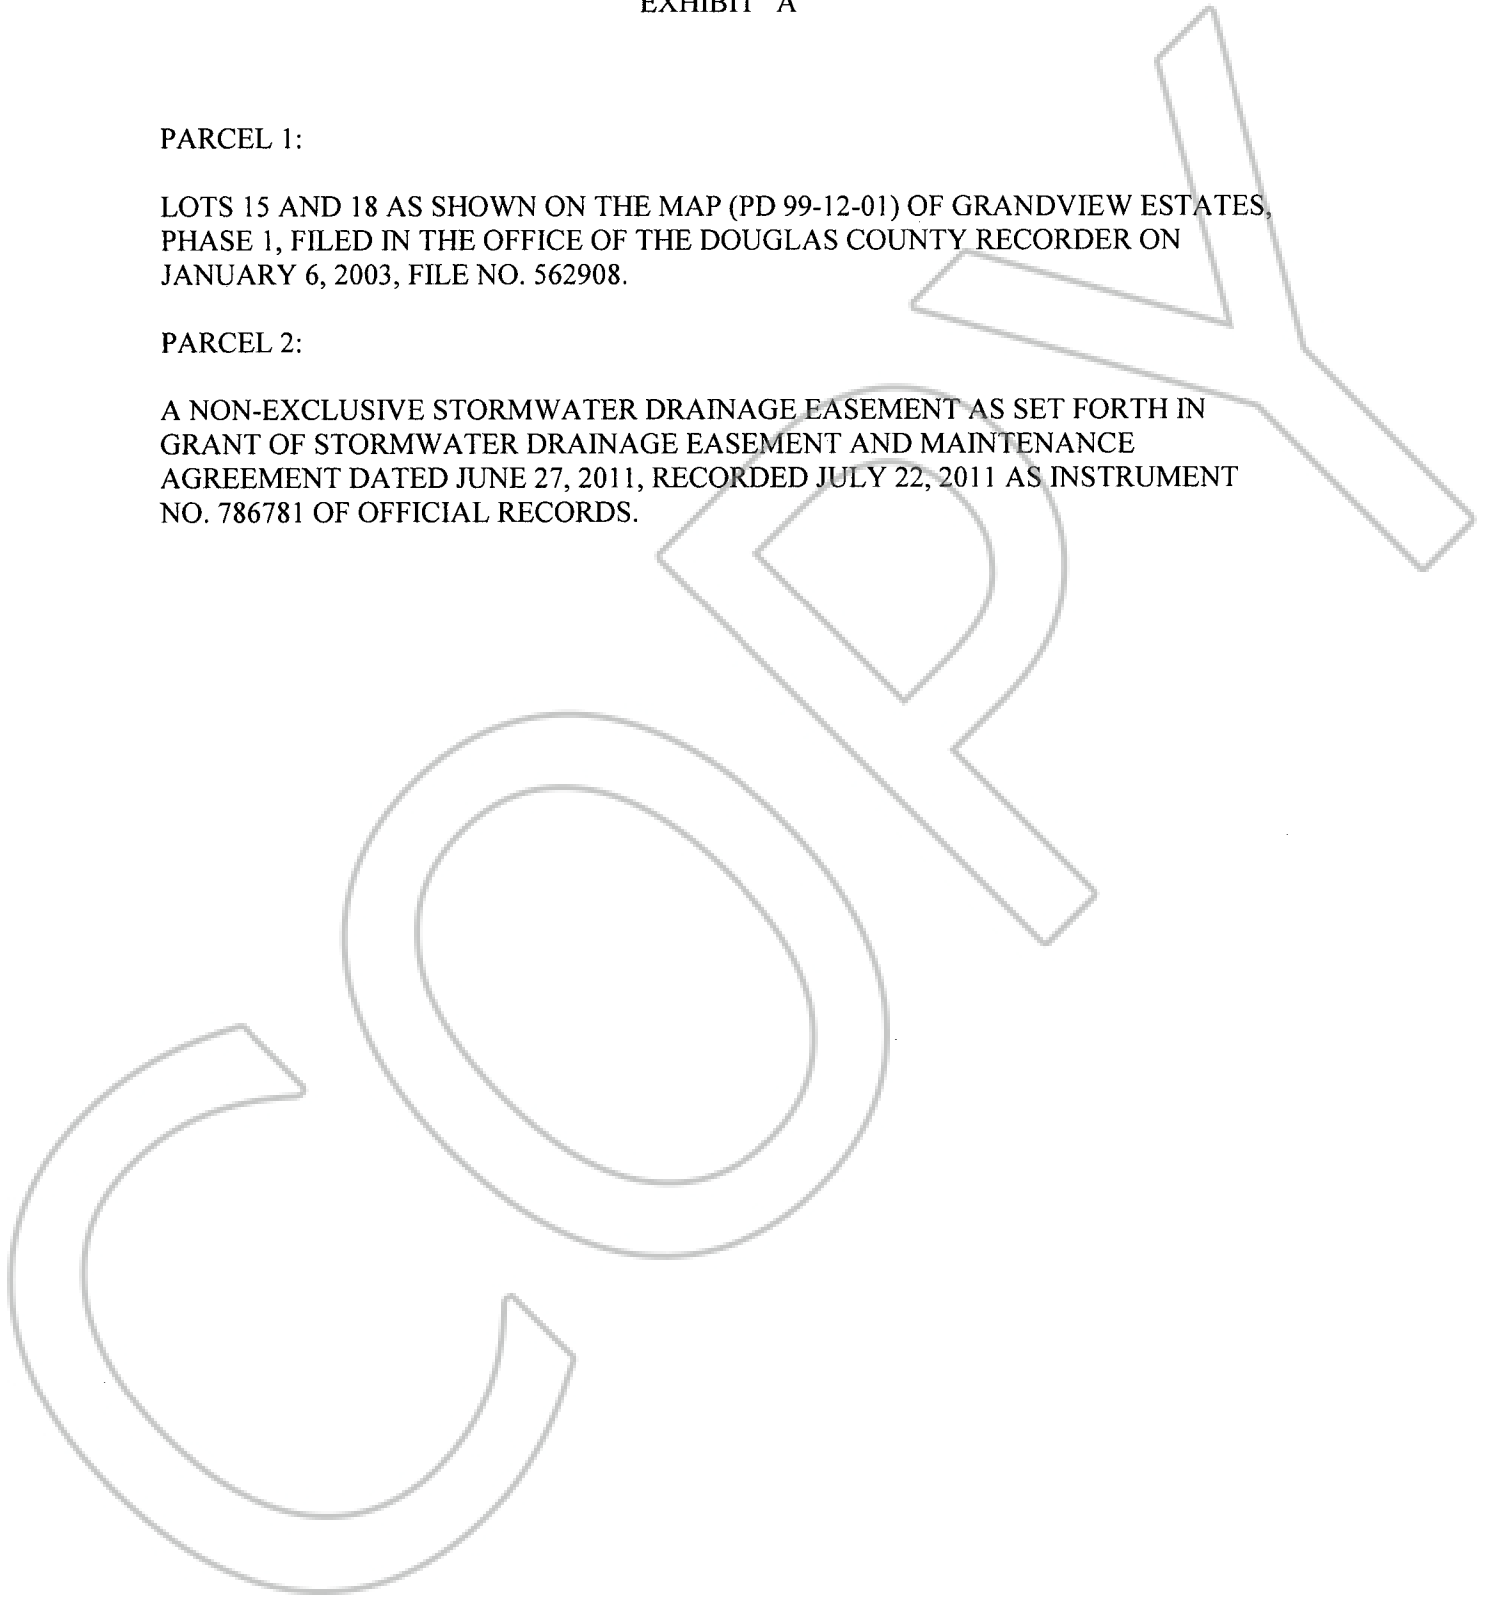 EXHIBIT "A"
PARCEL 1:
LOTS 15 AND 18 AS SHOWN ON THE MAP (PD 99-12-01) OF GRANDVIEW ESTATES,
PHASE 1, FILED IN THE OFFICE OF THE DOUGLAS COUNTY RECORDER ON
JANUARY 6, 2003, FILE NO. 562908.
PARCEL 2:
A NON-EXCLUSIVE STORMWATER DRAINAGE EASEMENT AS SET FORTH IN
GRANT OF STORMWATER DRAINAGE EASEMENT AND MAINTENANCE
AGREEMENT DATED JUNE 27, 2011, RECORDED JULY 22, 2011 AS INSTRUMENT
NO. 786781 OF OFFICIAL RECORDS.
COPY